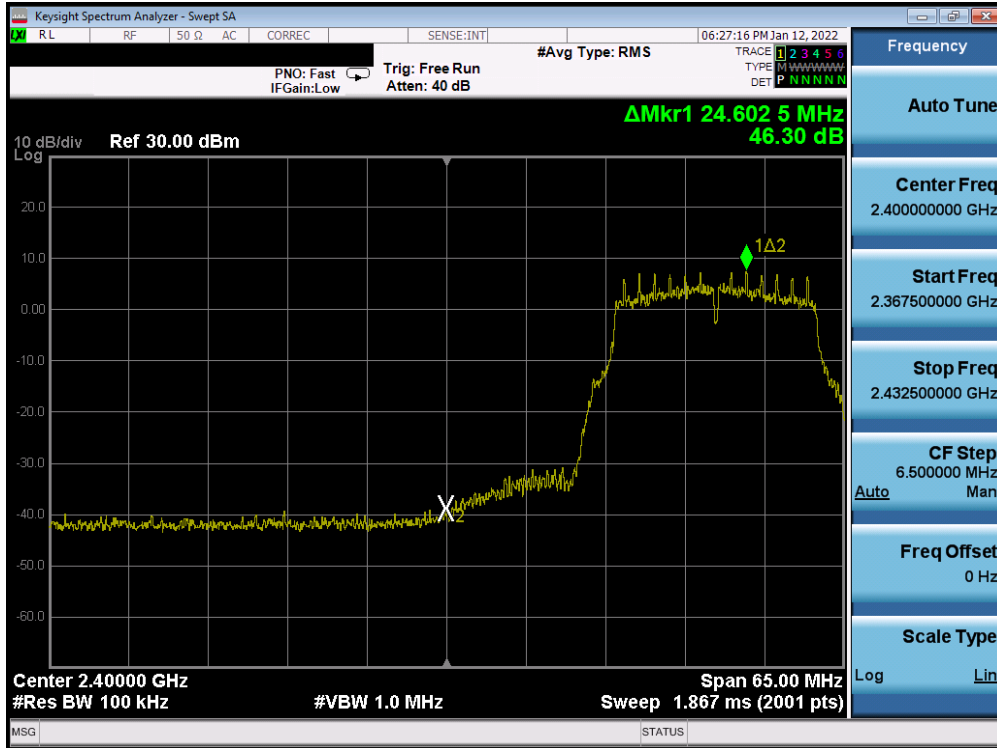 Keysight Spectrum Analyzer - Swept SA
LXI RL RF 50 Ω AC CORREC SENSE:INT 06:27:16 PM Jan 12, 2022
#Avg Type: RMS
TRACE 1 2 3 4 5 6
TYPE M WWWWW
DET P N N N N N
PNO: Fast
IFGain:Low
Trig: Free Run
Atten: 40 dB
ΔMkr1 24.602 5 MHz
46.30 dB
10 dB/div Ref 30.00 dBm
Log
20.0
10.0
0.00
-10.0
-20.0
-30.0
-40.0
-50.0
-60.0
1Δ2
X2
Center 2.40000 GHz Span 65.00 MHz
#Res BW 100 kHz #VBW 1.0 MHz Sweep 1.867 ms (2001 pts)
MSG STATUS
Frequency
Auto Tune
Center Freq
2.400000000 GHz
Start Freq
2.367500000 GHz
Stop Freq
2.432500000 GHz
CF Step
6.500000 MHz
Auto Man
Freq Offset
0 Hz
Scale Type
Log Lin